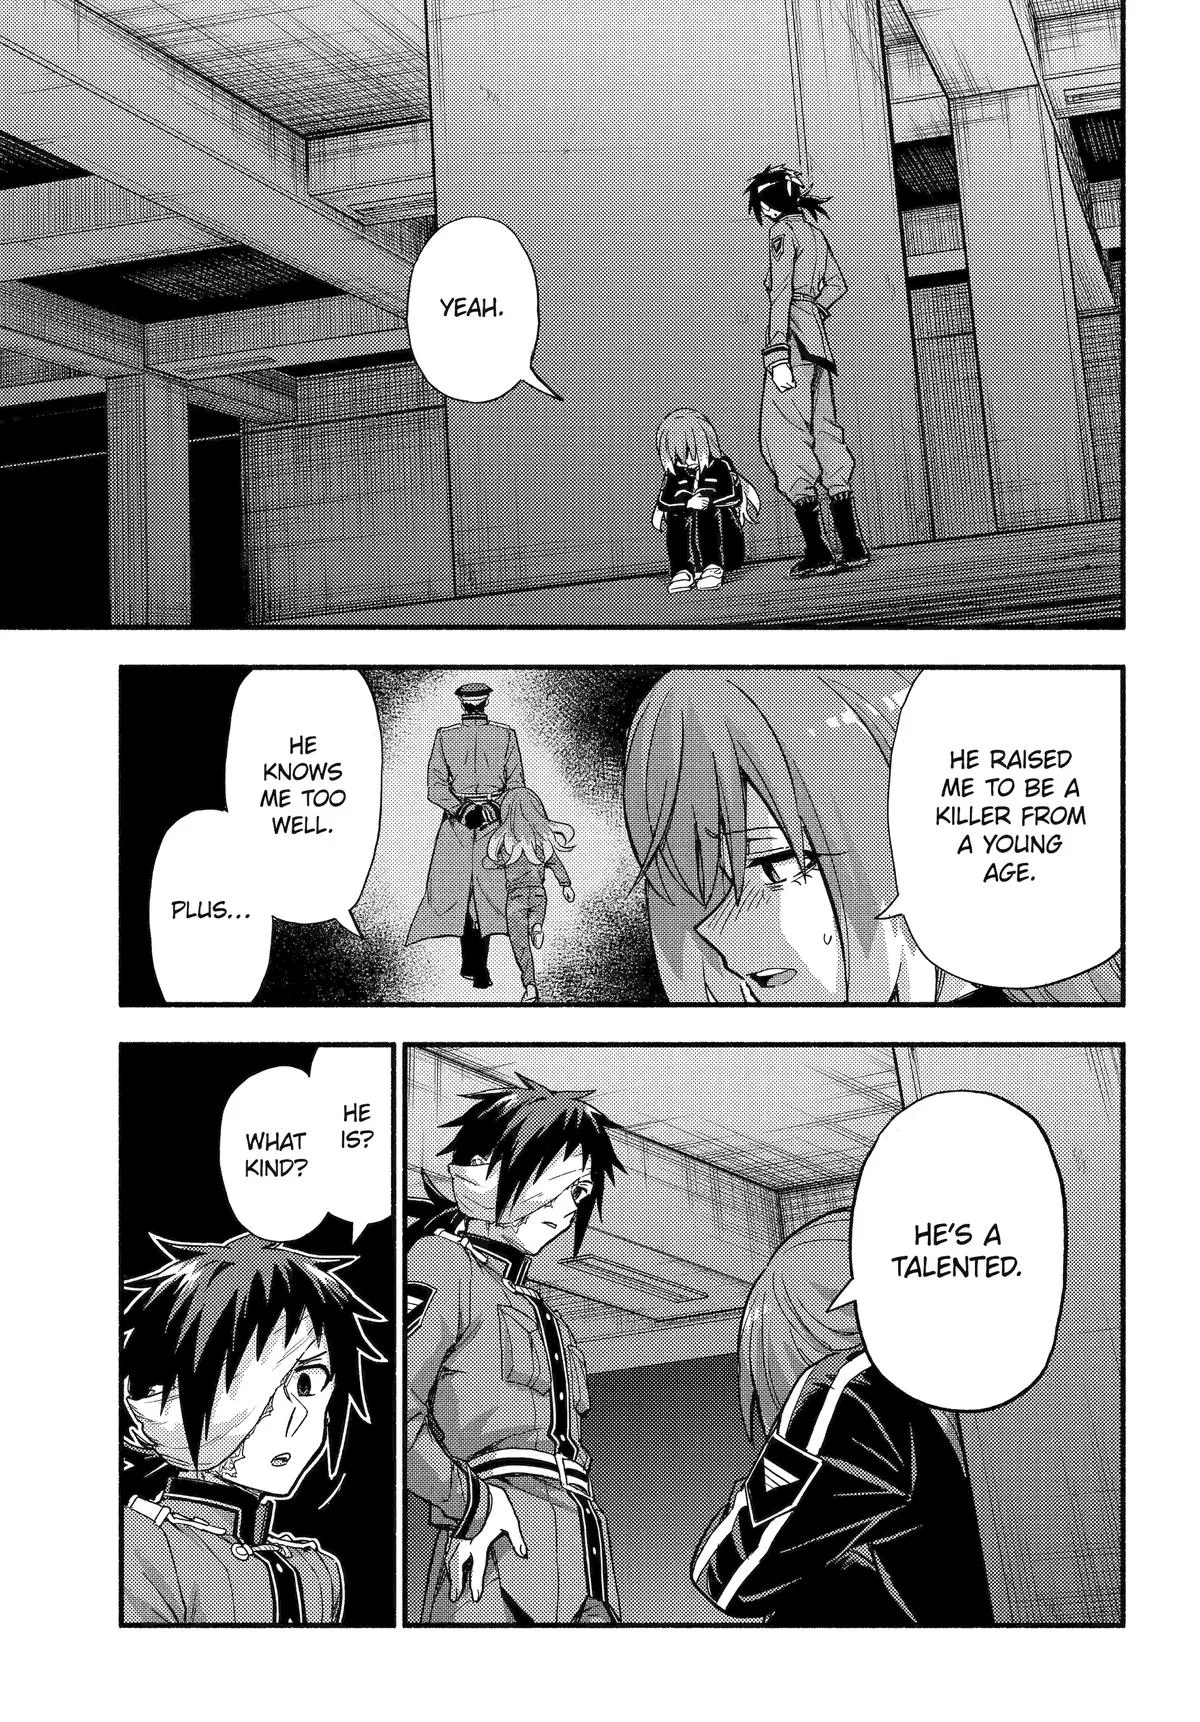 YEAH.
HE RAISED
ME TO BE A
KILLER FROM
A YOUNG
AGE.
HE
KNOWS
ME TOO
WELL.
PLUS...
HE'S A
TALENTED.
HE
IS?
WHAT
KIND?